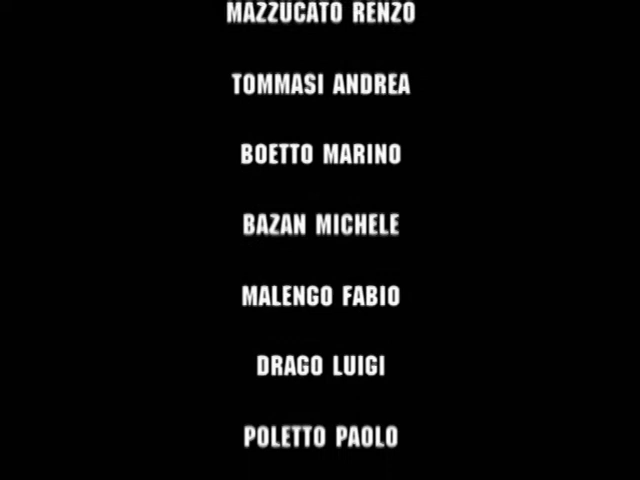 MAZZUCATO RENZO
TOMMASI ANDREA
BOETTO MARINO
BAZAN MICHELE
MALENGO FABIO
DRAGO LUIGI
POLETTO PAOLO